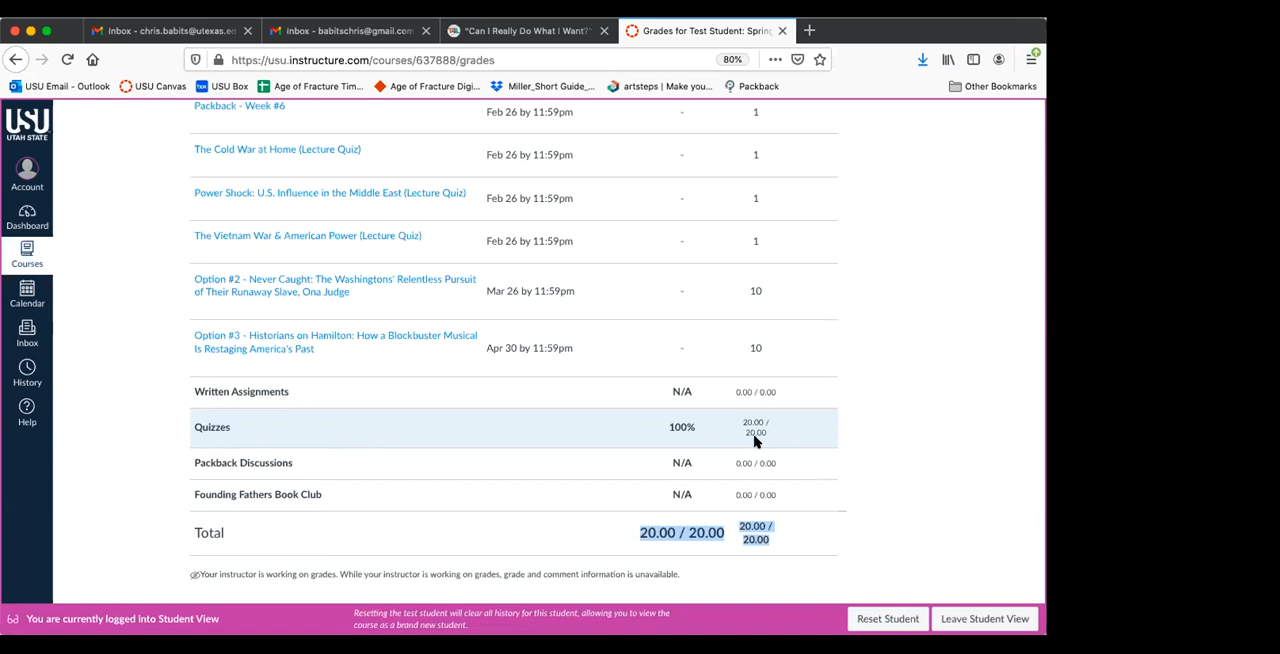 Inbox - chris.babits@utexas.ed
Inbox - babitschris@gmail.com
"Can I Really Do What I Want?"
Grades for Test Student: Spring
https://usu.instructure.com/courses/637888/grades
80%
USU Email - Outlook
USU Canvas
USU Box
Age of Fracture Tim...
Age of Fracture Digi...
Miller_Short Guide_...
artsteps | Make you...
Packback
Other Bookmarks
USU
UTAH STATE
Account
Dashboard
Courses
Calendar
Inbox
History
Help
Packback - Week #6 Feb 26 by 11:59pm - 1
The Cold War at Home (Lecture Quiz) Feb 26 by 11:59pm - 1
Power Shock: U.S. Influence in the Middle East (Lecture Quiz) Feb 26 by 11:59pm - 1
The Vietnam War & American Power (Lecture Quiz) Feb 26 by 11:59pm - 1
Option #2 - Never Caught: The Washingtons' Relentless Pursuit
of Their Runaway Slave, Ona Judge
Mar 26 by 11:59pm - 10
Option #3 - Historians on Hamilton: How a Blockbuster Musical
Is Restaging America's Past
Apr 30 by 11:59pm - 10
Written Assignments N/A 0.00 / 0.00
Quizzes 100% 20.00 /
20.00
Packback Discussions N/A 0.00 / 0.00
Founding Fathers Book Club N/A 0.00 / 0.00
Total 20.00 / 20.00 20.00 /
20.00
Your instructor is working on grades. While your instructor is working on grades, grade and comment information is unavailable.
You are currently logged into Student View
Resetting the test student will clear all history for this student, allowing you to view the
course as a brand new student.
Reset Student
Leave Student View